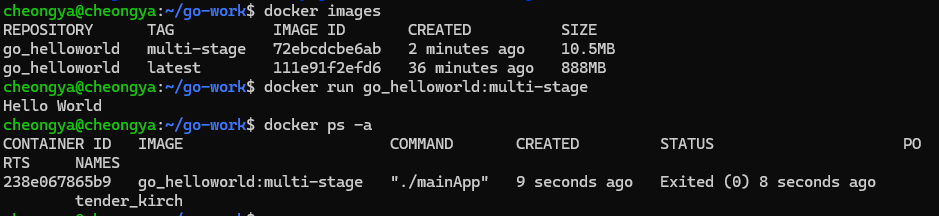 cheongya@cheongya:~/go-work$ docker images
REPOSITORY      TAG           IMAGE ID       CREATED          SIZE
go_helloworld   multi-stage   72ebcdcbe6ab   2 minutes ago    10.5MB
go_helloworld   latest        111e91f2efd6   36 minutes ago   888MB
cheongya@cheongya:~/go-work$ docker run go_helloworld:multi-stage
Hello World
cheongya@cheongya:~/go-work$ docker ps -a
CONTAINER ID   IMAGE                       COMMAND       CREATED         STATUS                     PO
RTS     NAMES
238e067865b9   go_helloworld:multi-stage   "./mainApp"   9 seconds ago   Exited (0) 8 seconds ago
        tender_kirch
cheongya@cheongya:~/go-work$